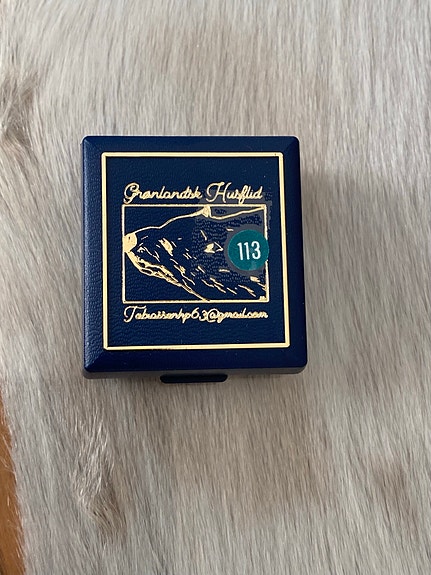 Grønlandsk Husflid
113
Tobiassenhp63@gmail.com